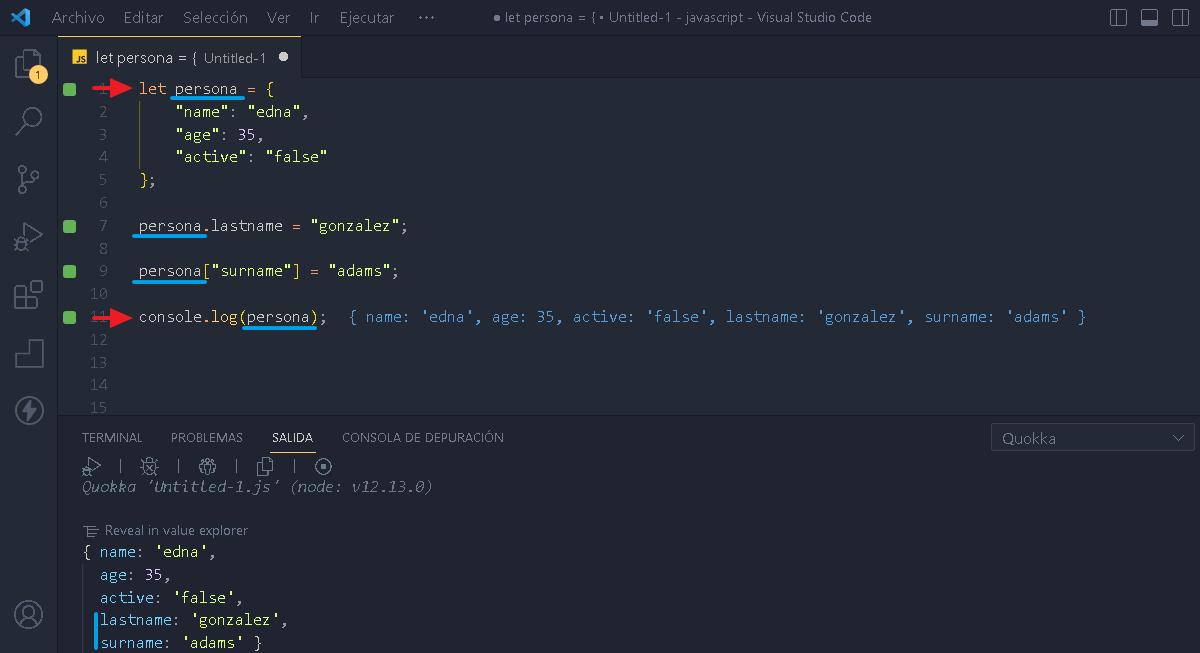 Archivo Editar Selección Ver Ir Ejecutar ··· ● let persona = { • Untitled-1 - javascript - Visual Studio Code
JS let persona = { Untitled-1 ●
1
1 let persona = {
2 "name": "edna",
3 "age": 35,
4 "active": "false"
5 };
6
7 persona.lastname = "gonzalez";
8
9 persona["surname"] = "adams";
10
11 console.log(persona); { name: 'edna', age: 35, active: 'false', lastname: 'gonzalez', surname: 'adams' }
12
13
14
15
TERMINAL PROBLEMAS SALIDA CONSOLA DE DEPURACIÓN Quokka
Quokka 'Untitled-1.js' (node: v12.13.0)
Reveal in value explorer
{ name: 'edna',
age: 35,
active: 'false',
lastname: 'gonzalez',
surname: 'adams' }